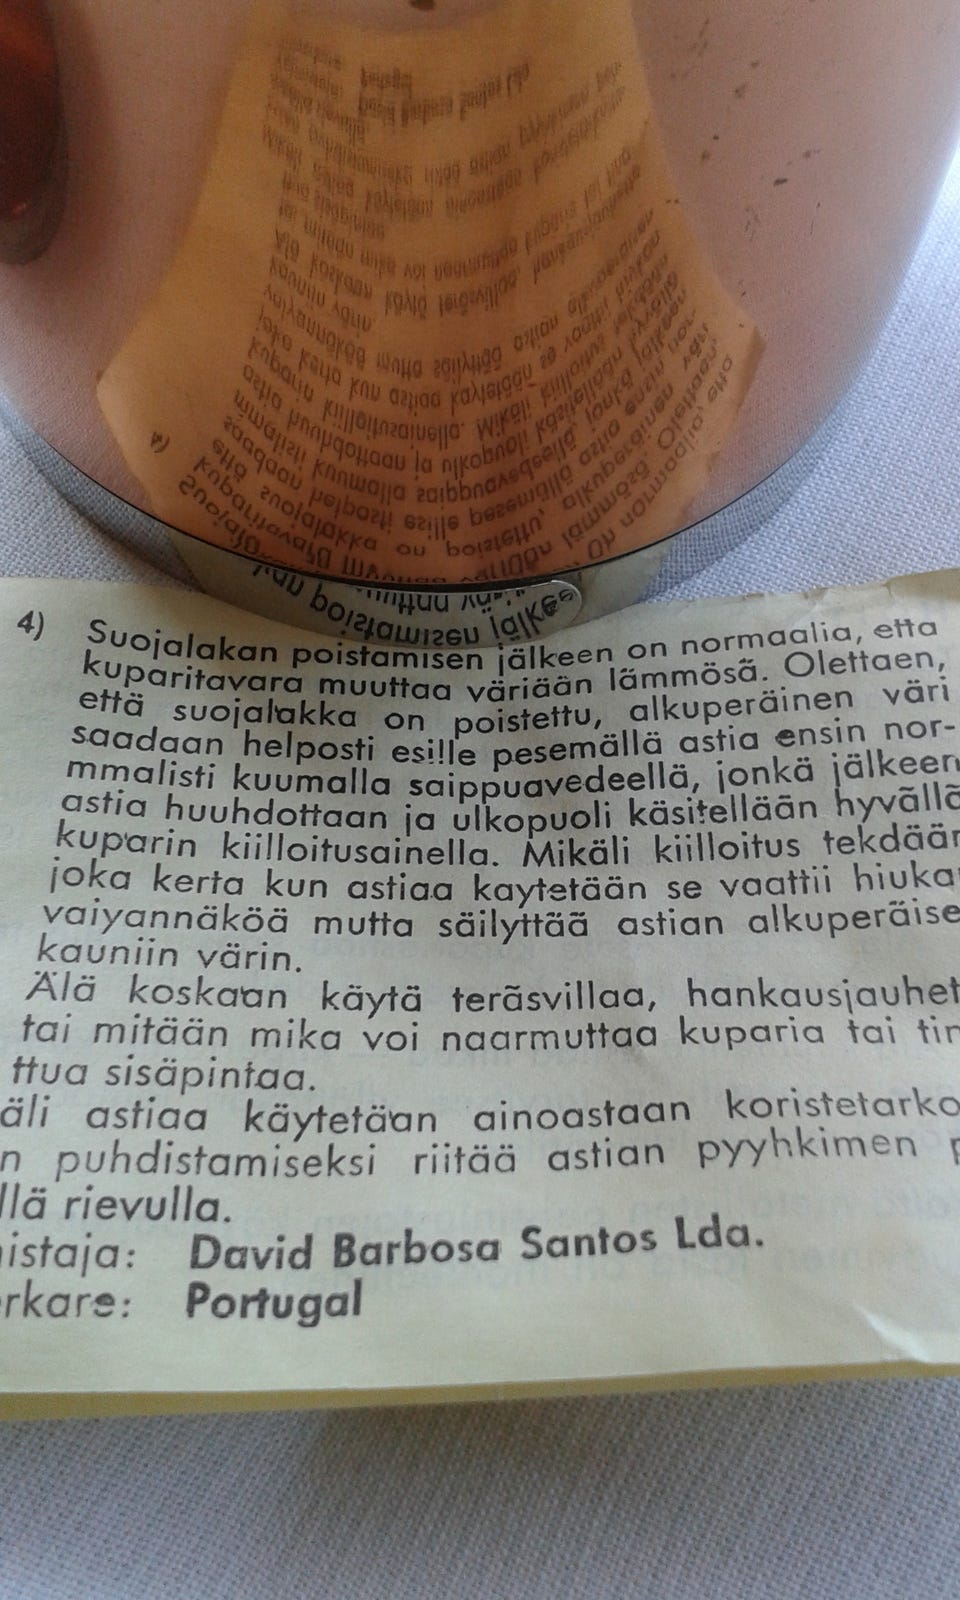 4) Suojalakan poistamisen jälkeen on normaalia, että
kuparitavara muuttaa väriään lämmösä. Olettaen,
että suojalakka on poistettu, alkuperäinen väri
saadaan helposti esille pesemällä astia ensin nor-
mmalisti kuumalla saippuavedeellä, jonkä jälkeen
astia huuhdottaan ja ulkopuoli käsitellään hyvällä
kuparin kiilloitusainella. Mikäli kiilloitus tekdään
joka kerta kun astiaa kaytetään se vaattii hiuka
vaiyannäköä mutta säilyttää astian alkuperäise
kauniin värin.
Älä koskaan käytä teräsvillaa, hankausjauhet
tai mitään mika voi naarmuttaa kuparia tai tin
ttua sisäpintaa.
äli astiaa käytetään ainoastaan koristetarko
n puhdistamiseksi riitää astian pyyhkimen p
llä rievulla.
istaja: David Barbosa Santos Lda.
erkare: Portugal